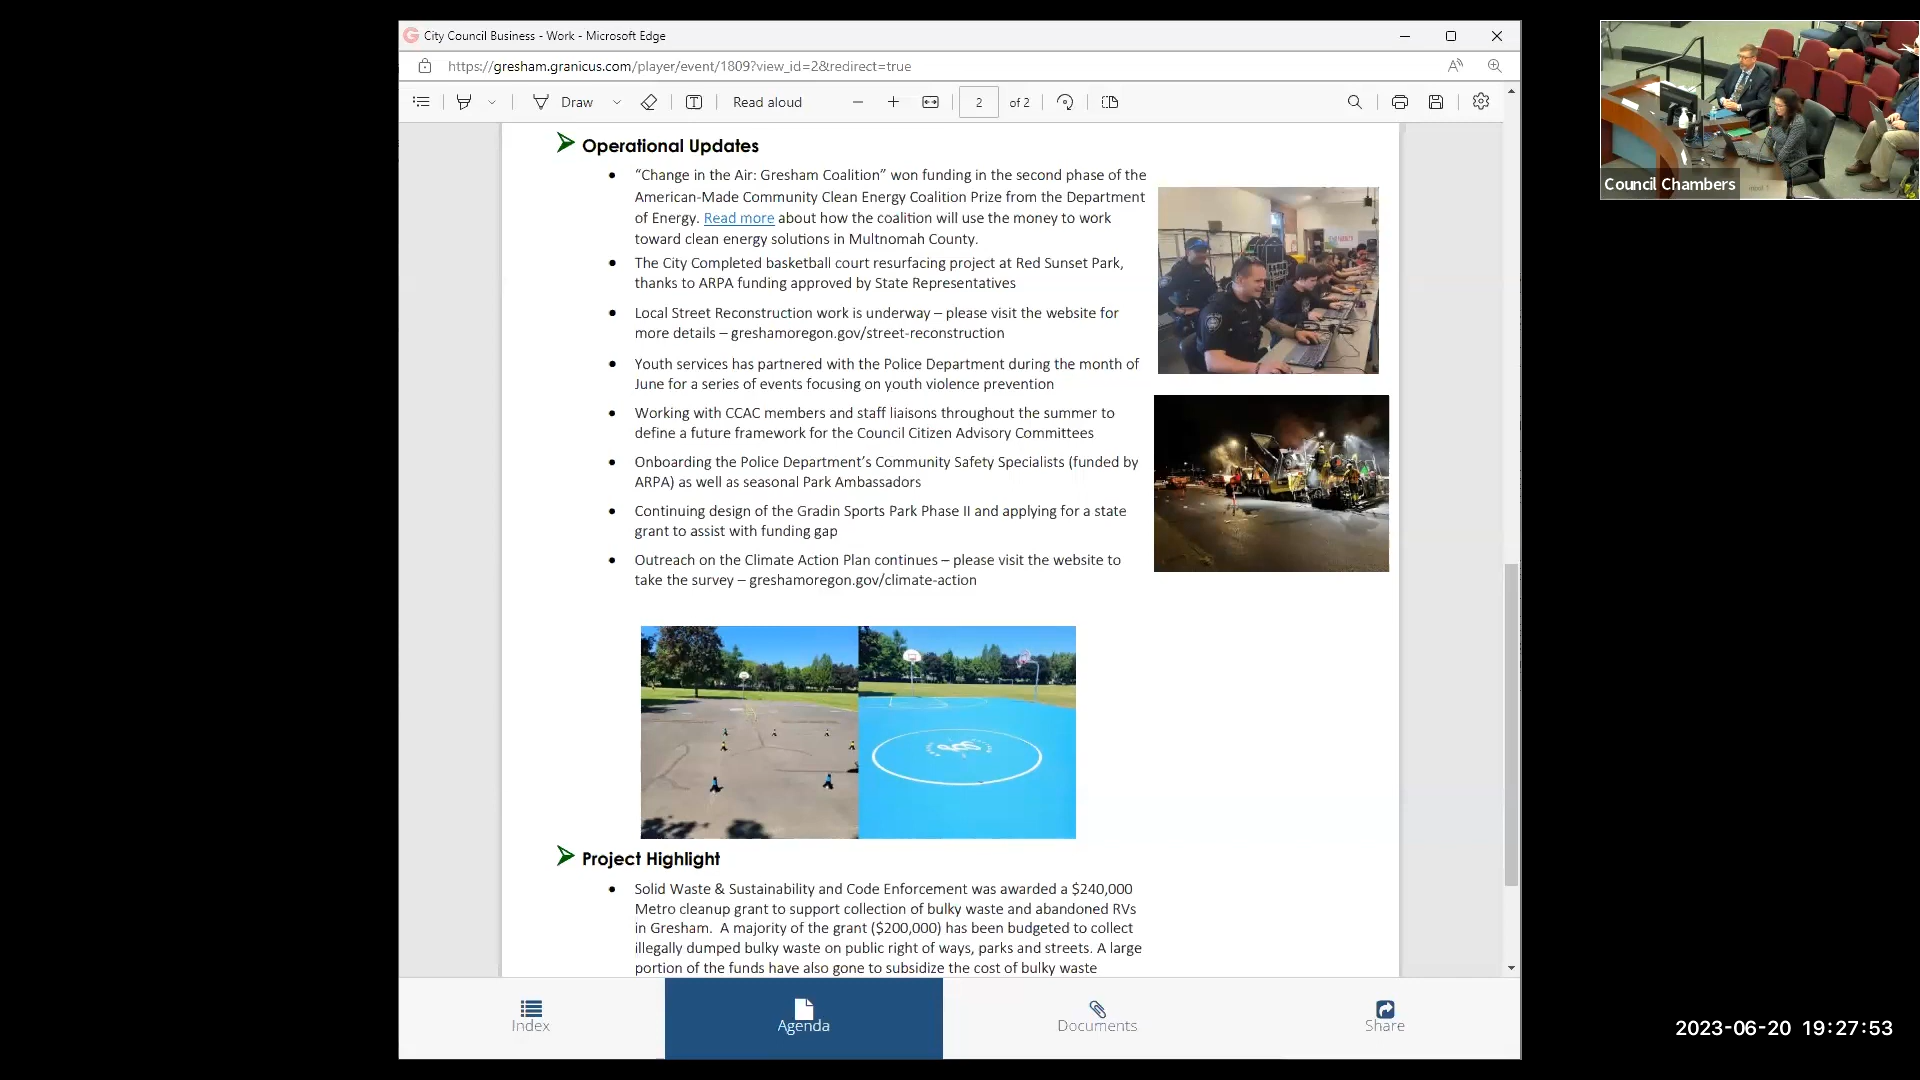 City Council Business - Work - Microsoft Edge
https://gresham.granicus.com/player/event/1809?view_id=2&redirect=true
Draw
Read aloud
2 of 2
Operational Updates
“Change in the Air: Gresham Coalition” won funding in the second phase of the
American-Made Community Clean Energy Coalition Prize from the Department
of Energy. Read more about how the coalition will use the money to work
toward clean energy solutions in Multnomah County.
The City Completed basketball court resurfacing project at Red Sunset Park,
thanks to ARPA funding approved by State Representatives
Local Street Reconstruction work is underway – please visit the website for
more details – greshamoregon.gov/street-reconstruction
Youth services has partnered with the Police Department during the month of
June for a series of events focusing on youth violence prevention
Working with CCAC members and staff liaisons throughout the summer to
define a future framework for the Council Citizen Advisory Committees
Onboarding the Police Department’s Community Safety Specialists (funded by
ARPA) as well as seasonal Park Ambassadors
Continuing design of the Gradin Sports Park Phase II and applying for a state
grant to assist with funding gap
Outreach on the Climate Action Plan continues – please visit the website to
take the survey – greshamoregon.gov/climate-action
Project Highlight
Solid Waste & Sustainability and Code Enforcement was awarded a $240,000
Metro cleanup grant to support collection of bulky waste and abandoned RVs
in Gresham. A majority of the grant ($200,000) has been budgeted to collect
illegally dumped bulky waste on public right of ways, parks and streets. A large
portion of the funds have also gone to subsidize the cost of bulky waste
Index
Agenda
Documents
Share
Council Chambers
2023-06-20 19:27:53